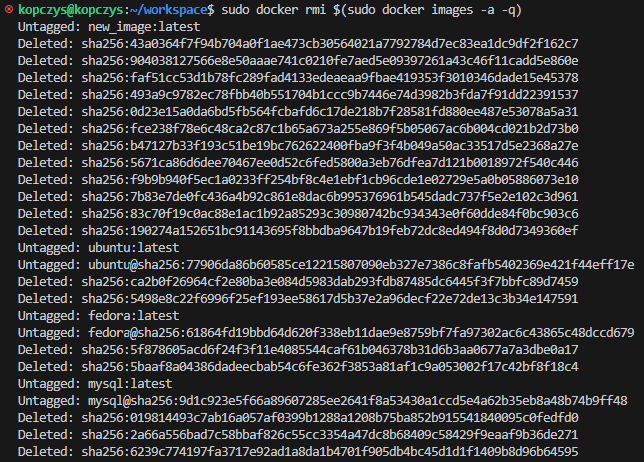 kopczys@kopczys:~/workspace$ sudo docker rmi $(sudo docker images -a -q)
Untagged: new_image:latest
Deleted: sha256:43a0364f7f94b704a0f1ae473cb30564021a7792784d7ec83ea1dc9df2f162c7
Deleted: sha256:904038127566e8e50aaae741c0210fe7aed5e09397261a43c46f11cadd5e860e
Deleted: sha256:faf51cc53d1b78fc289fad4133edeaeaa9fbae419353f3010346dade15e45378
Deleted: sha256:493a9c9782ec78fbb40b551704b1ccc9b7446e74d3982b3fda7f91dd22391537
Deleted: sha256:0d23e15a0da6bd5fb564fcbafd6c17de218b7f28581fd880ee487e53078a5a31
Deleted: sha256:fce238f78e6c48ca2c87c1b65a673a255e869f5b05067ac6b004cd021b2d73b0
Deleted: sha256:b47127b33f193c51be19bc762622400fba9f3f4b049a50ac33517d5e2368a27e
Deleted: sha256:5671ca86d6dee70467ee0d52c6fed5800a3eb76dfea7d121b0018972f540c446
Deleted: sha256:f9b9b940f5ec1a0233ff254bf8c4e1ebf1cb96cde1e02729e5a0b05886073e10
Deleted: sha256:7b83e7de0fc436a4b92c861e8dac6b995376961b545dadc737f5e2e102c3d961
Deleted: sha256:83c70f19c0ac88e1ac1b92a85293c30980742bc934343e0f60dde84f0bc903c6
Deleted: sha256:190274a152651bc91143695f8bbdba9647b19feb72dc8ed494f8d0d7349360ef
Untagged: ubuntu:latest
Untagged: ubuntu@sha256:77906da86b60585ce12215807090eb327e7386c8fafb5402369e421f44eff17e
Deleted: sha256:ca2b0f26964cf2e80ba3e084d5983dab293fdb87485dc6445f3f7bbfc89d7459
Deleted: sha256:5498e8c22f6996f25ef193ee58617d5b37e2a96decf22e72de13c3b34e147591
Untagged: fedora:latest
Untagged: fedora@sha256:61864fd19bbd64d620f338eb11dae9e8759bf7fa97302ac6c43865c48dccd679
Deleted: sha256:5f878605acd6f24f3f11e4085544caf61b046378b31d6b3aa0677a7a3dbe0a17
Deleted: sha256:5baaf8a04386dadeecbab54c6fe362f3853a81af1c9a053002f17c42bf8f18c4
Untagged: mysql:latest
Untagged: mysql@sha256:9d1c923e5f66a89607285ee2641f8a53430a1ccd5e4a62b35eb8a48b74b9ff48
Deleted: sha256:019814493c7ab16a057af0399b1288a1208b75ba852b915541840095c0fedfd0
Deleted: sha256:2a66a556bad7c58bbaf826c55cc3354a47dc8b68409c58429f9eaaf9b36de271
Deleted: sha256:6239c774197fa3717e92ad1a8da1b4701f905db4bc45d1d1f1409b8d96b64595